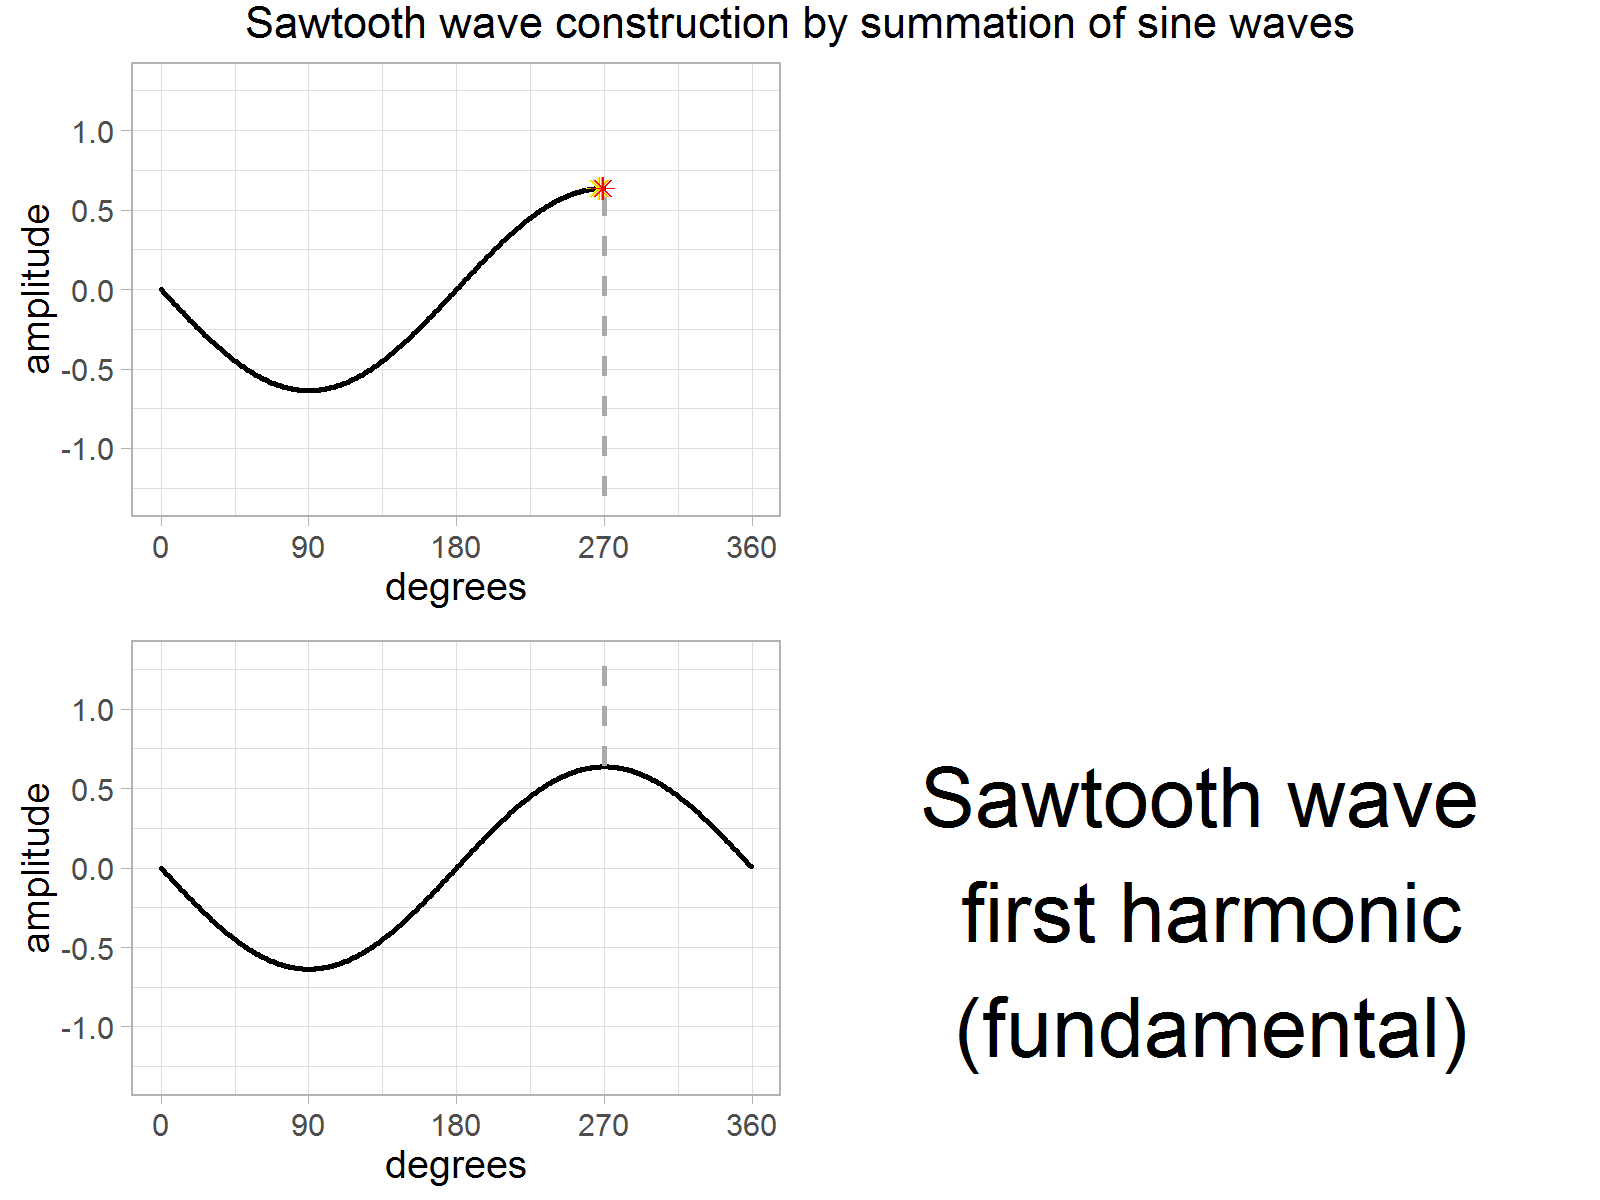 Sawtooth wave construction by summation of sine waves
1.0
0.5
0.0
-0.5
-1.0
amplitude
0 90 180 270 360
degrees
1.0
0.5
0.0
-0.5
-1.0
amplitude
0 90 180 270 360
degrees
Sawtooth wave
first harmonic
(fundamental)